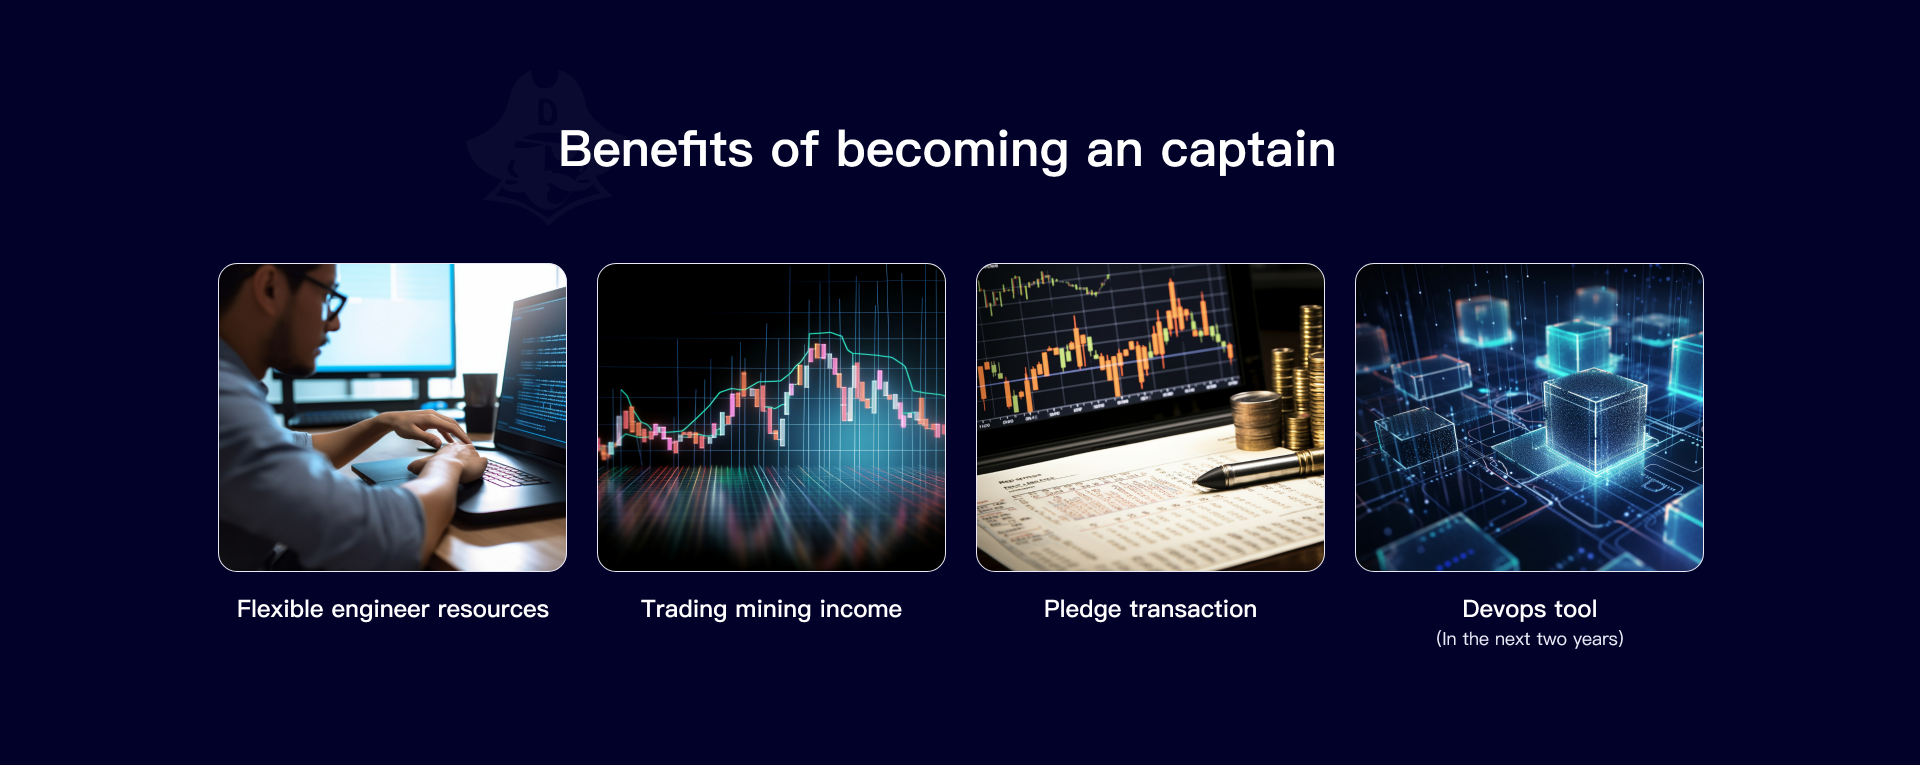 D
Benefits of becoming an captain
Flexible engineer resources
Trading mining income
Pledge transaction
Devops tool
(In the next two years)